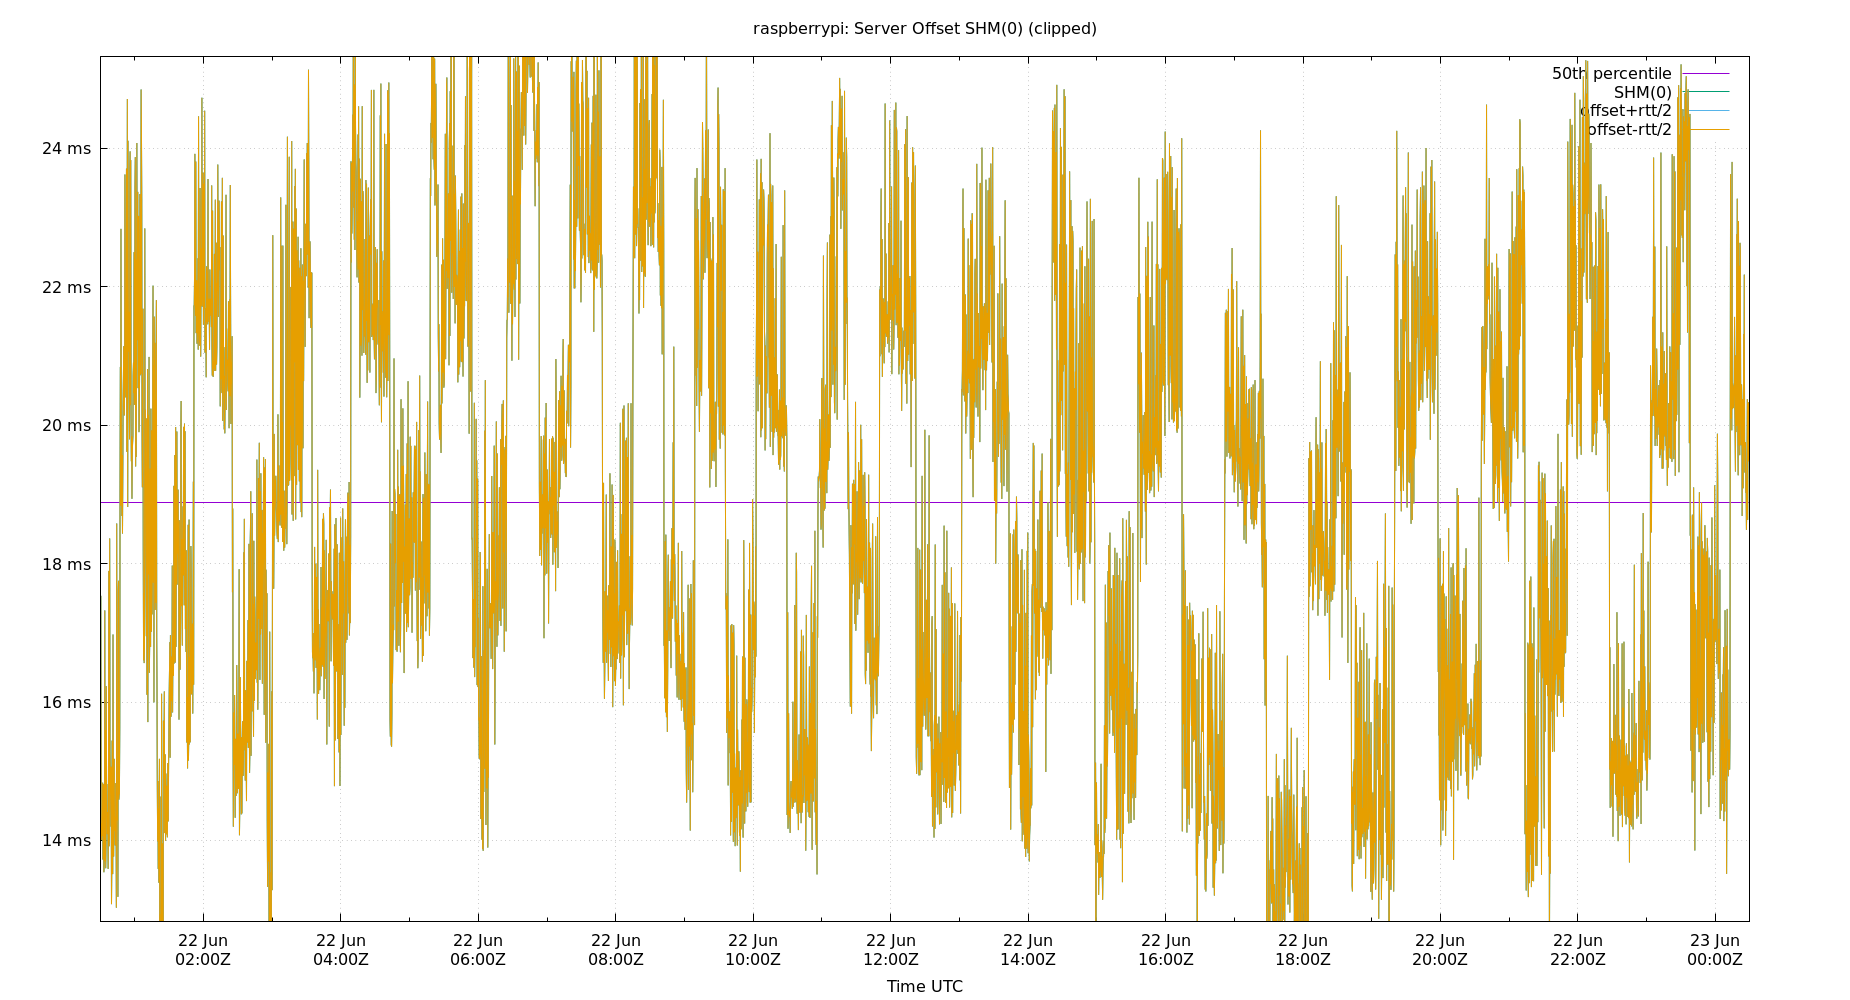 raspberrypi: Server Offset SHM(0) (clipped)
50th percentile
SHM(0)
offset+rtt/2
offset-rtt/2
24 ms
22 ms
20 ms
18 ms
16 ms
14 ms
22 Jun 22 Jun 22 Jun 22 Jun 22 Jun 22 Jun 22 Jun 22 Jun 22 Jun 22 Jun 22 Jun 23 Jun
02:00Z 04:00Z 06:00Z 08:00Z 10:00Z 12:00Z 14:00Z 16:00Z 18:00Z 20:00Z 22:00Z 00:00Z
Time UTC